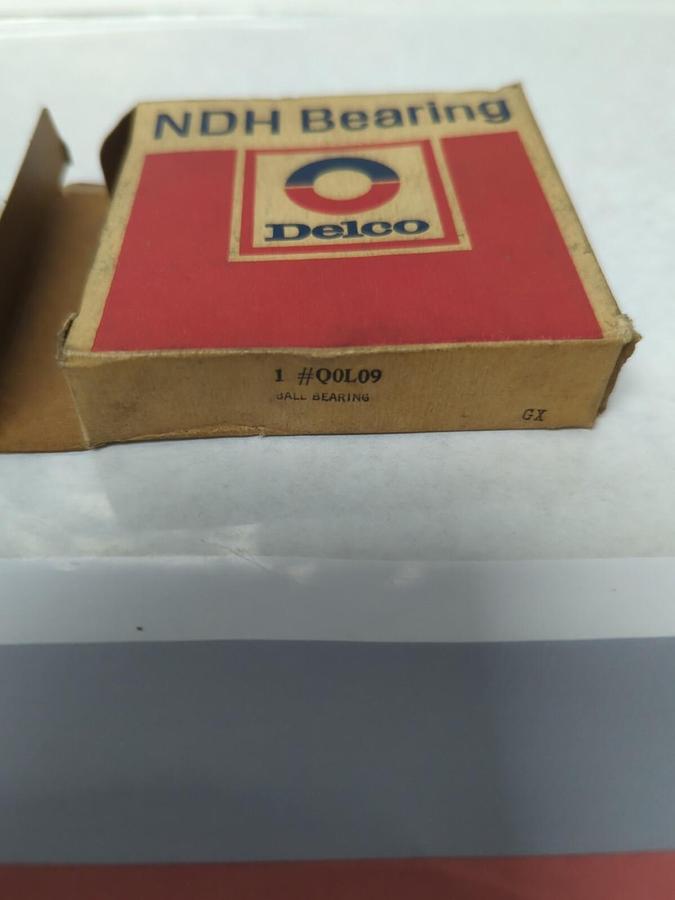 NDH Bearing
Delco
1 #Q0L09
BALL BEARING
GX